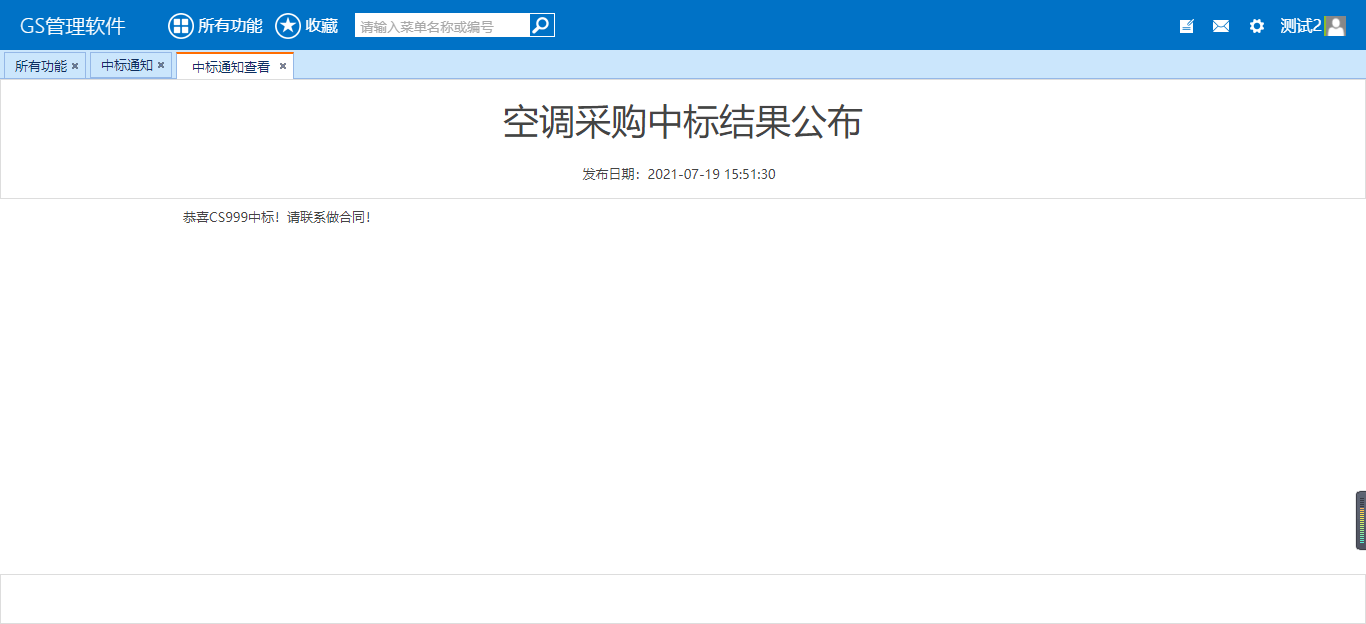 GS管理软件 所有功能 收藏 请输入菜单名称或编号 测试2
所有功能 中标通知 中标通知查看
空调采购中标结果公布
发布日期：2021-07-19 15:51:30
恭喜CS999中标！请联系做合同！